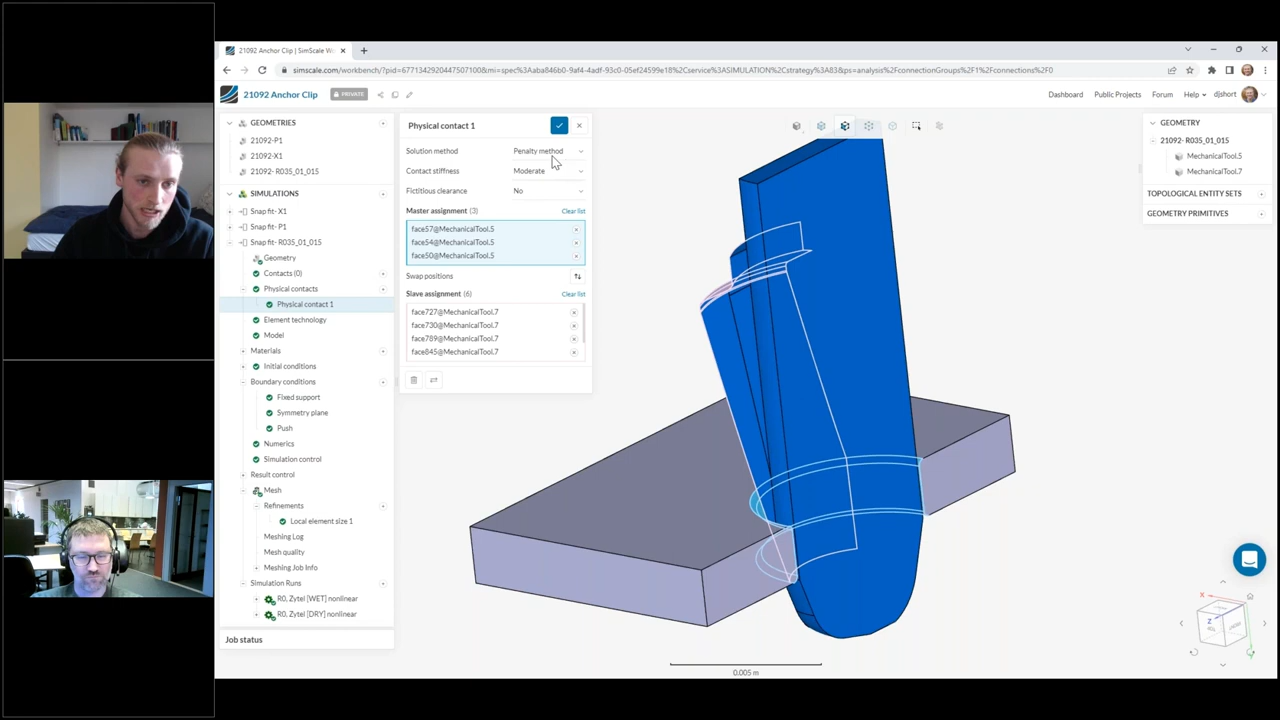 21092 Anchor Clip | SimScale Wo
simscale.com/workbench/?pid=6771342920447507100&mi=spec%3Aaba846b0-9af4-4adf-93c0-05ef24599e18%2Cservice%3ASIMULATION%2Cstrategy%3A83&ps=analysis%2FconnectionGroups%2F1%2Fconnections%2F0
21092 Anchor Clip
PRIVATE
Dashboard
Public Projects
Forum
Help
djshort
GEOMETRIES
21092-P1
21092-X1
21092- R035_01_015
SIMULATIONS
Snap fit- X1
Snap fit- P1
Snap fit- R035_01_015
Geometry
Contacts (0)
Physical contacts
Physical contact 1
Element technology
Model
Materials
Initial conditions
Boundary conditions
Fixed support
Symmetry plane
Push
Numerics
Simulation control
Result control
Mesh
Refinements
Local element size 1
Meshing Log
Mesh quality
Meshing Job Info
Simulation Runs
R0, Zytel [WET] nonlinear
R0, Zytel [DRY] nonlinear
Job status
Physical contact 1
Solution method
Penalty method
Contact stiffness
Moderate
Fictitious clearance
No
Master assignment (3)
Clear list
face57@MechanicalTool.5
face54@MechanicalTool.5
face50@MechanicalTool.5
Swap positions
Slave assignment (6)
Clear list
face727@MechanicalTool.7
face730@MechanicalTool.7
face789@MechanicalTool.7
face845@MechanicalTool.7
GEOMETRY
21092- R035_01_015
MechanicalTool.5
MechanicalTool.7
TOPOLOGICAL ENTITY SETS
GEOMETRY PRIMITIVES
X
Z
Y
0.005 m